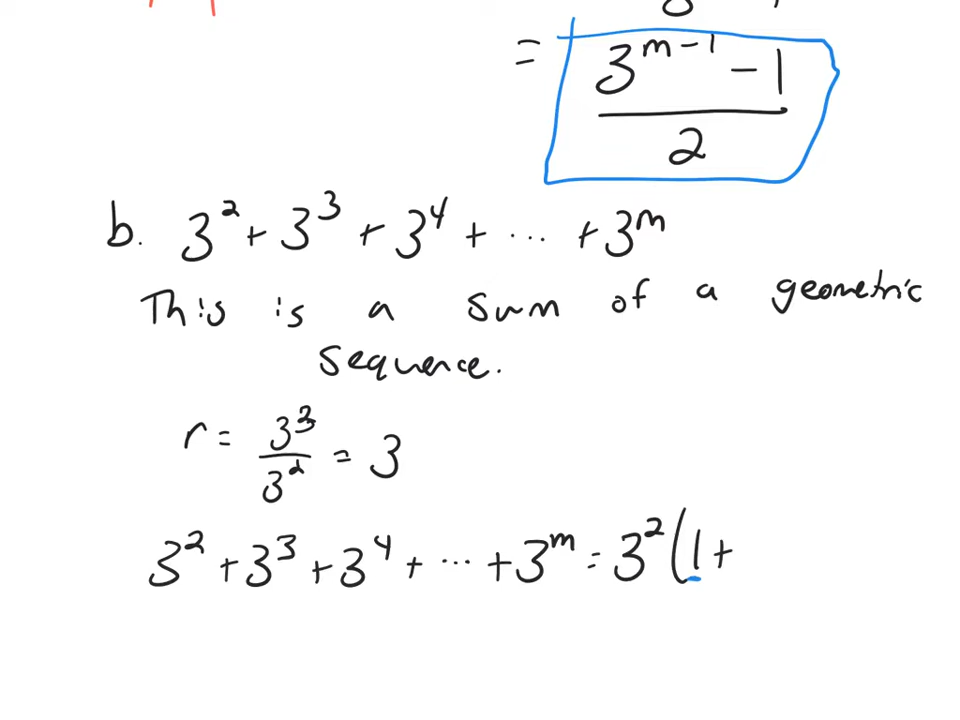 = (3^(m-1) - 1)/2
b. 3^2 + 3^3 + 3^4 + ... + 3^m
This is a sum of a geometric
sequence.
r = 3^3/3^2 = 3
3^2 + 3^3 + 3^4 + ... + 3^m = 3^2(1 +